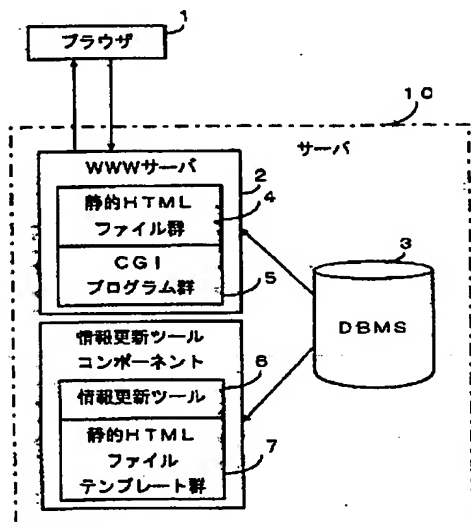 1
ブラウザ
10
サーバ
WWWサーバ
2
静的HTML
ファイル群
4
CGI
プログラム群
5
3
DBMS
情報更新ツール
コンポーネント
6
情報更新ツール
静的HTML
ファイル
テンプレート群
7